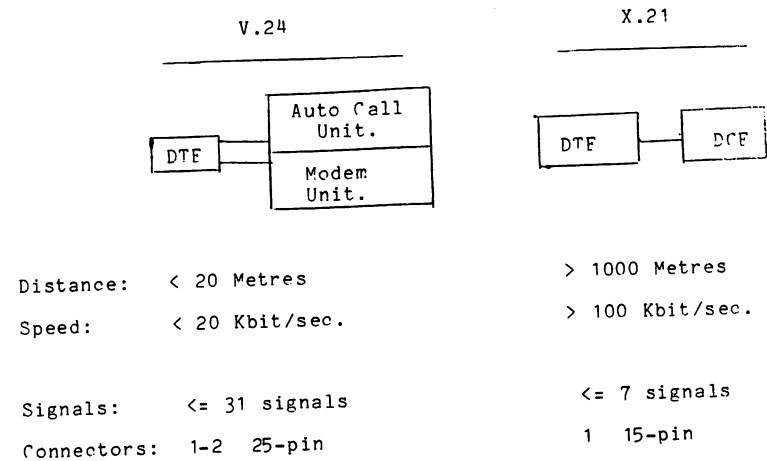 V.24
X.21
Auto Call
Unit.
DTE
Modem
Unit.
DTE
DCE
Distance: < 20 Metres
> 1000 Metres
Speed: < 20 Kbit/sec.
> 100 Kbit/sec.
Signals: <= 31 signals
<= 7 signals
Connectors: 1-2 25-pin
1 15-pin